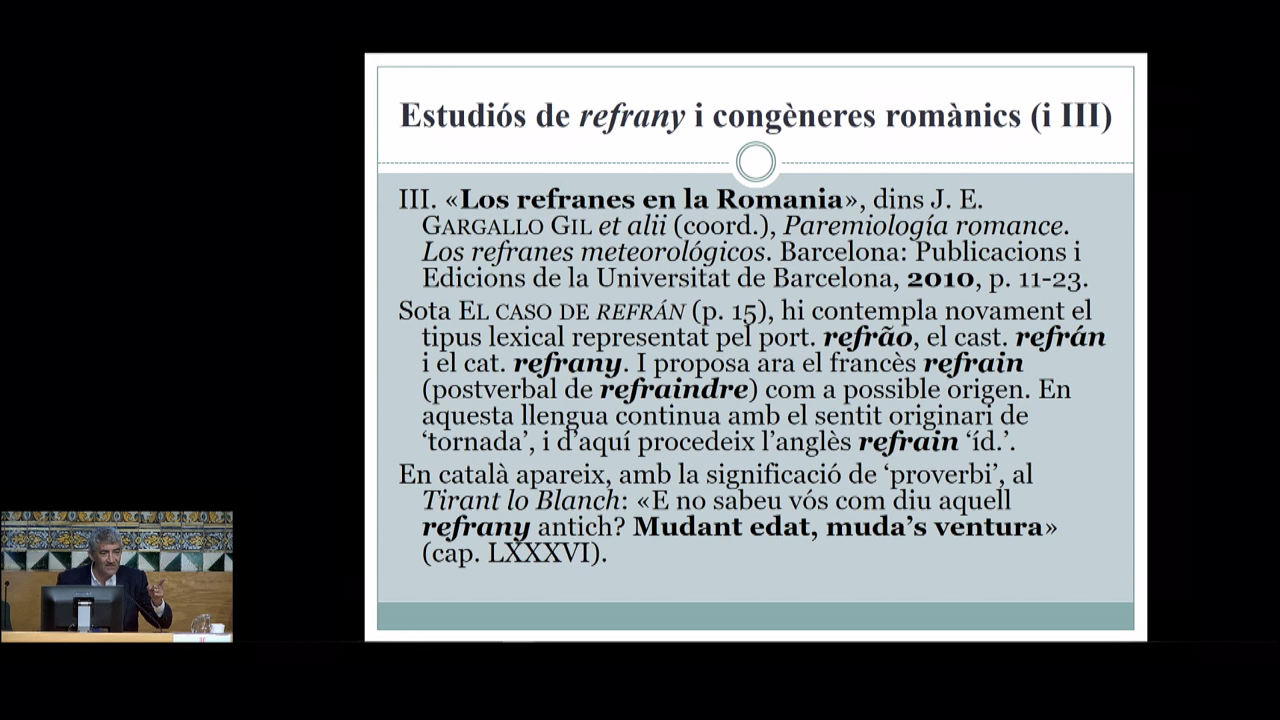 Estudiós de refrany i congèneres romànics (i III)
III. «Los refranes en la Romania», dins J. E.
GARGALLO GIL et alii (coord.), Paremiología romance.
Los refranes meteorológicos. Barcelona: Publicacions i
Edicions de la Universitat de Barcelona, 2010, p. 11-23.
Sota EL CASO DE REFRÁN (p. 15), hi contempla novament el
tipus lexical representat pel port. refrão, el cast. refrán
i el cat. refrany. I proposa ara el francès refrain
(postverbal de refraindre) com a possible origen. En
aquesta llengua continua amb el sentit originari de
‘tornada’, i d’aquí procedeix l’anglès refrain ‘íd.’.
En català apareix, amb la significació de ‘proverbi’, al
Tirant lo Blanch: «E no sabeu vós com diu aquell
refrany antich? Mudant edat, muda’s ventura»
(cap. LXXXVI).